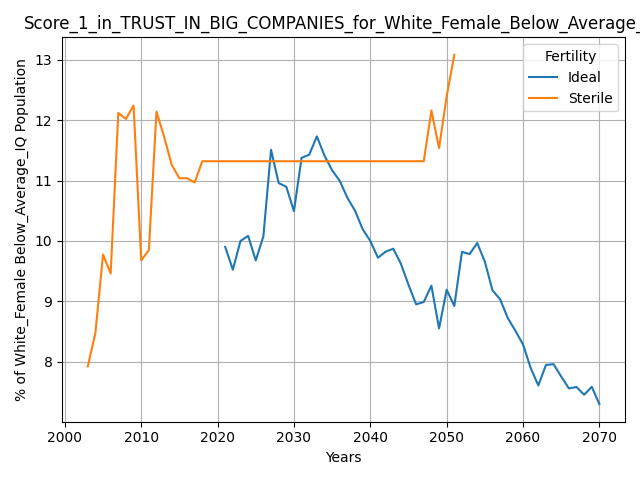 Score_1_in_TRUST_IN_BIG_COMPANIES_for_White_Female_Below_Average_
% of White_Female Below_Average_IQ Population
13
12
11
10
9
8
Fertility
Ideal
Sterile
2000 2010 2020 2030 2040 2050 2060 2070
Years